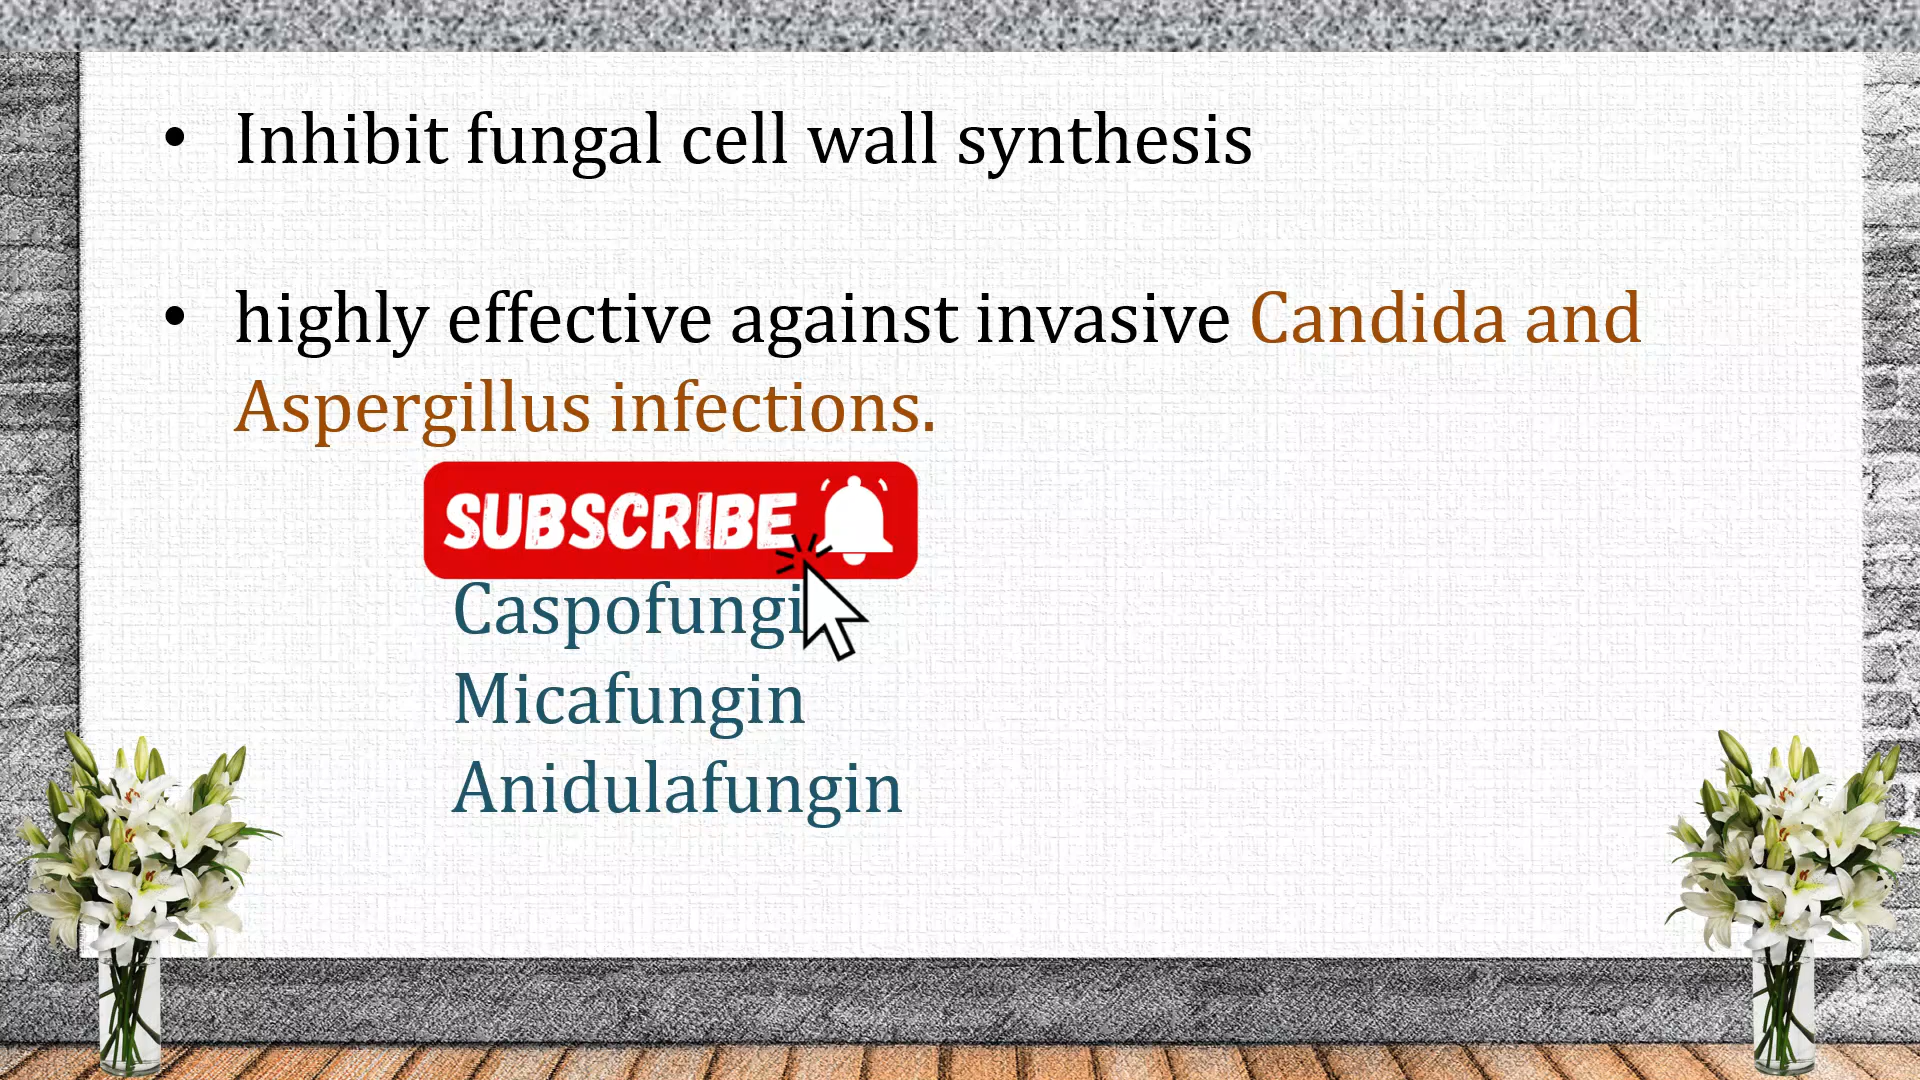 • Inhibit fungal cell wall synthesis
• highly effective against invasive Candida and
Aspergillus infections.
SUBSCRIBE
Caspofungi
Micafungin
Anidulafungin